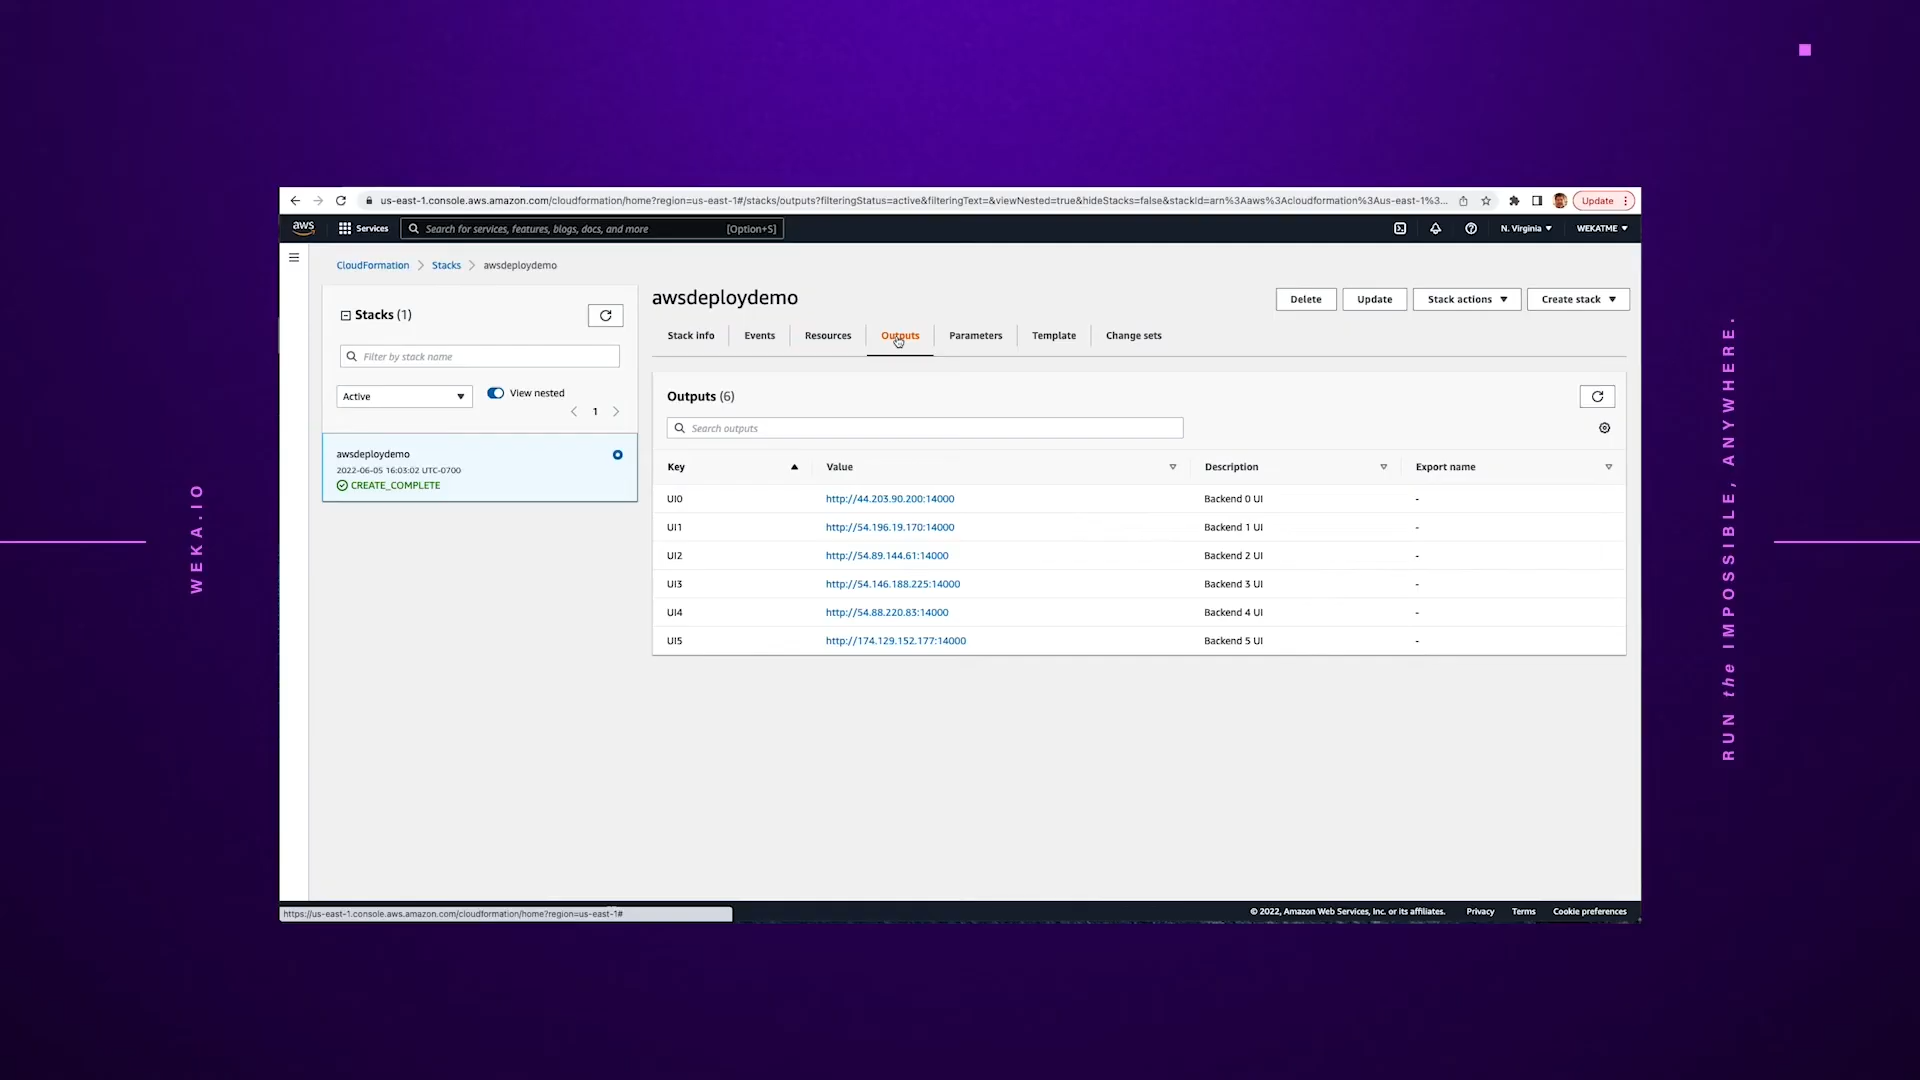 us-east-1.console.aws.amazon.com/cloudformation/home?region=us-east-1#/stacks/outputs?filteringStatus=active&filteringText=&viewNested=true&hideStacks=false&stackId=arn%3Aaws%3Acloudformation%3Aus-east-1%3...
Update
aws
Services
Search for services, features, blogs, docs, and more
[Option+S]
N. Virginia
WEKATME
CloudFormation
Stacks
awsdeploydemo
Stacks (1)
Filter by stack name
Active
View nested
1
awsdeploydemo
2022-06-05 16:03:02 UTC-0700
CREATE_COMPLETE
awsdeploydemo
Delete
Update
Stack actions
Create stack
Stack info
Events
Resources
Outputs
Parameters
Template
Change sets
Outputs (6)
Search outputs
Key Value Description Export name
UI0 http://44.203.90.200:14000 Backend 0 UI -
UI1 http://54.196.19.170:14000 Backend 1 UI -
UI2 http://54.89.144.61:14000 Backend 2 UI -
UI3 http://54.146.188.225:14000 Backend 3 UI -
UI4 http://54.88.220.83:14000 Backend 4 UI -
UI5 http://174.129.152.177:14000 Backend 5 UI -
https://us-east-1.console.aws.amazon.com/cloudformation/home?region=us-east-1#
© 2022, Amazon Web Services, Inc. or its affiliates.
Privacy
Terms
Cookie preferences
WEKA.IO
RUN the IMPOSSIBLE, ANYWHERE.